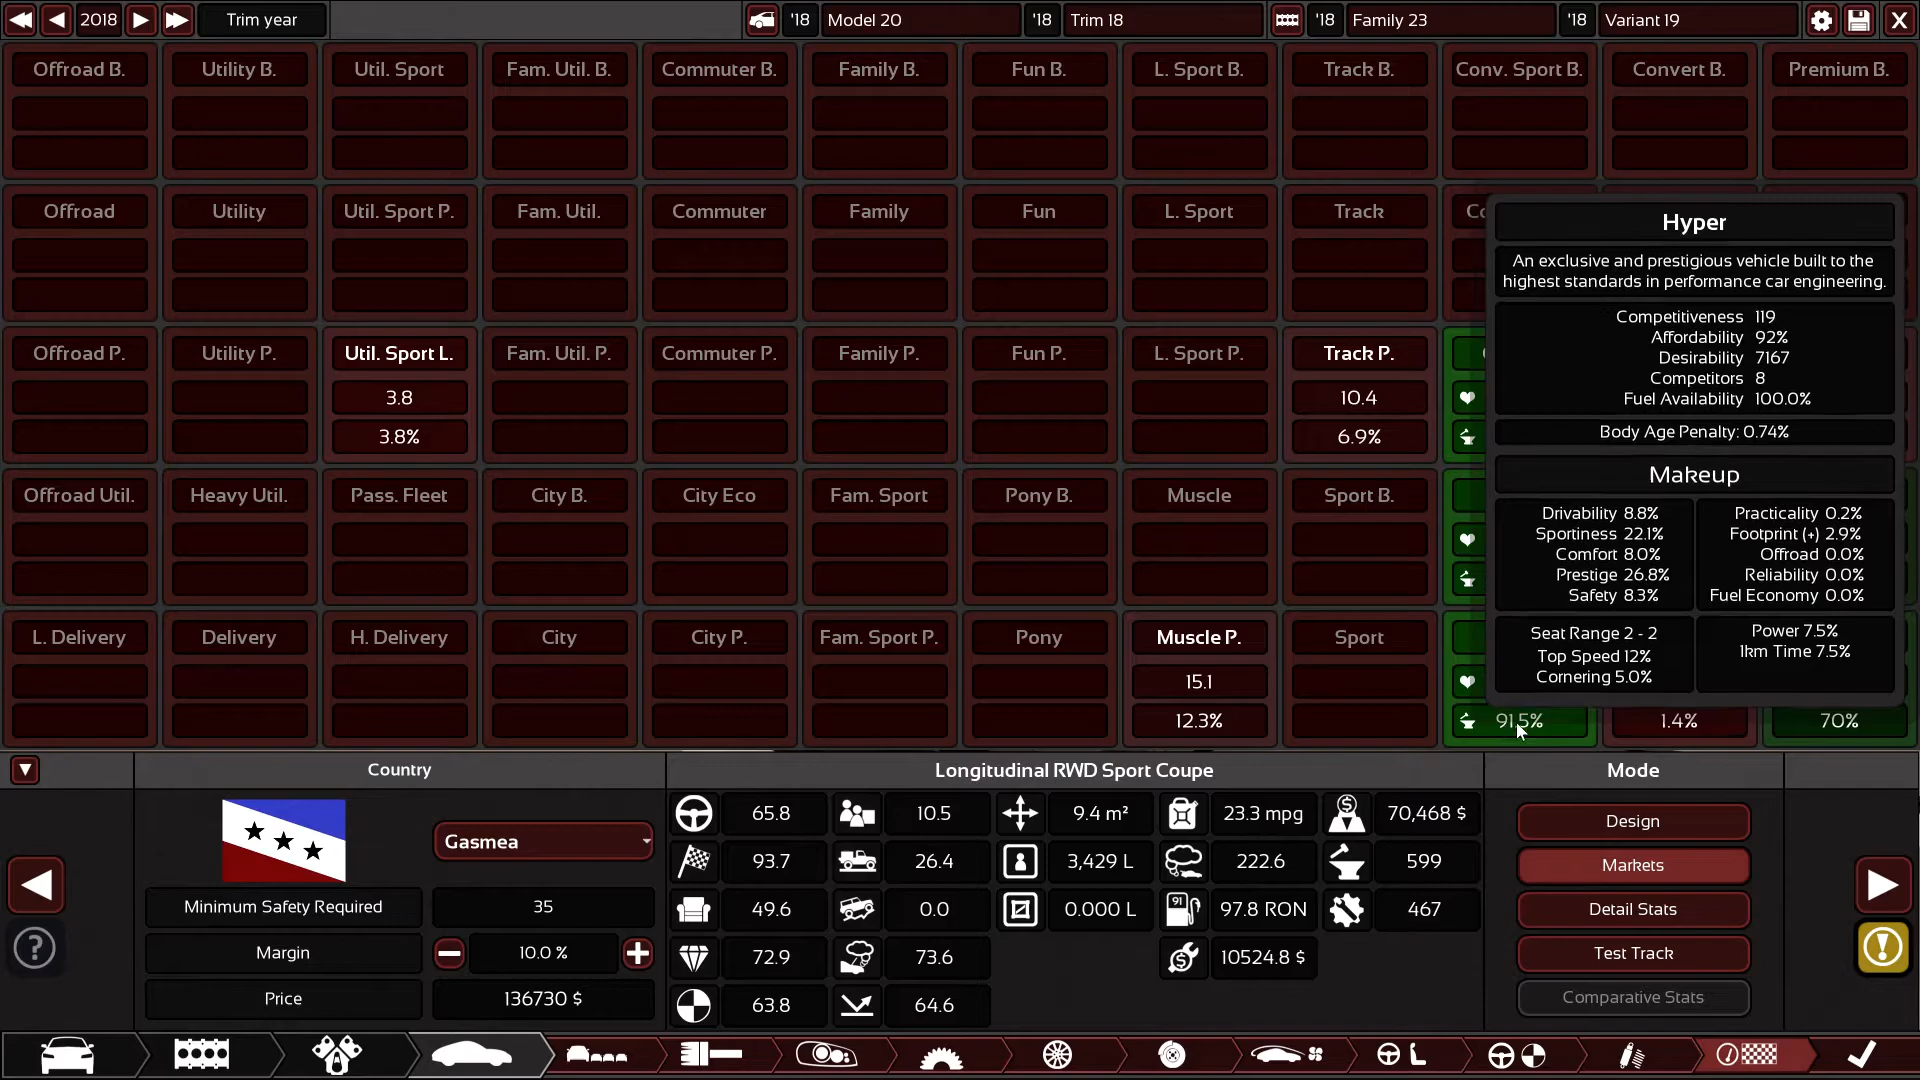 2018
Trim year
'18
Model 20
'18
Trim 18
'18
Family 23
'18
Variant 19
X
Offroad B.
Utility B.
Util. Sport
Fam. Util. B.
Commuter B.
Family B.
Fun B.
L. Sport B.
Track B.
Conv. Sport B.
Convert B.
Premium B.
Offroad
Utility
Util. Sport P.
Fam. Util.
Commuter
Family
Fun
L. Sport
Track
Offroad P.
Utility P.
Util. Sport L.
Fam. Util. P.
Commuter P.
Family P.
Fun P.
L. Sport P.
Track P.
3.8
10.4
3.8%
6.9%
Offroad Util.
Heavy Util.
Pass. Fleet
City B.
City Eco
Fam. Sport
Pony B.
Muscle
Sport B.
L. Delivery
Delivery
H. Delivery
City
City P.
Fam. Sport P.
Pony
Muscle P.
Sport
15.1
12.3%
91.5%
1.4%
70%
Hyper
An exclusive and prestigious vehicle built to the
highest standards in performance car engineering.
Competitiveness 119
Affordability 92%
Desirability 7167
Competitors 8
Fuel Availability 100.0%
Body Age Penalty: 0.74%
Makeup
Drivability 8.8%
Sportiness 22.1%
Comfort 8.0%
Prestige 26.8%
Safety 8.3%
Practicality 0.2%
Footprint (+) 2.9%
Offroad 0.0%
Reliability 0.0%
Fuel Economy 0.0%
Seat Range 2 - 2
Top Speed 12%
Cornering 5.0%
Power 7.5%
1km Time 7.5%
Country
Gasmea
Minimum Safety Required
35
Margin
10.0 %
Price
136730 $
Longitudinal RWD Sport Coupe
65.8
10.5
9.4 m²
23.3 mpg
70,468 $
93.7
26.4
3,429 L
222.6
599
49.6
0.0
0.000 L
91
97.8 RON
467
72.9
73.6
10524.8 $
63.8
64.6
Mode
Design
Markets
Detail Stats
Test Track
Comparative Stats